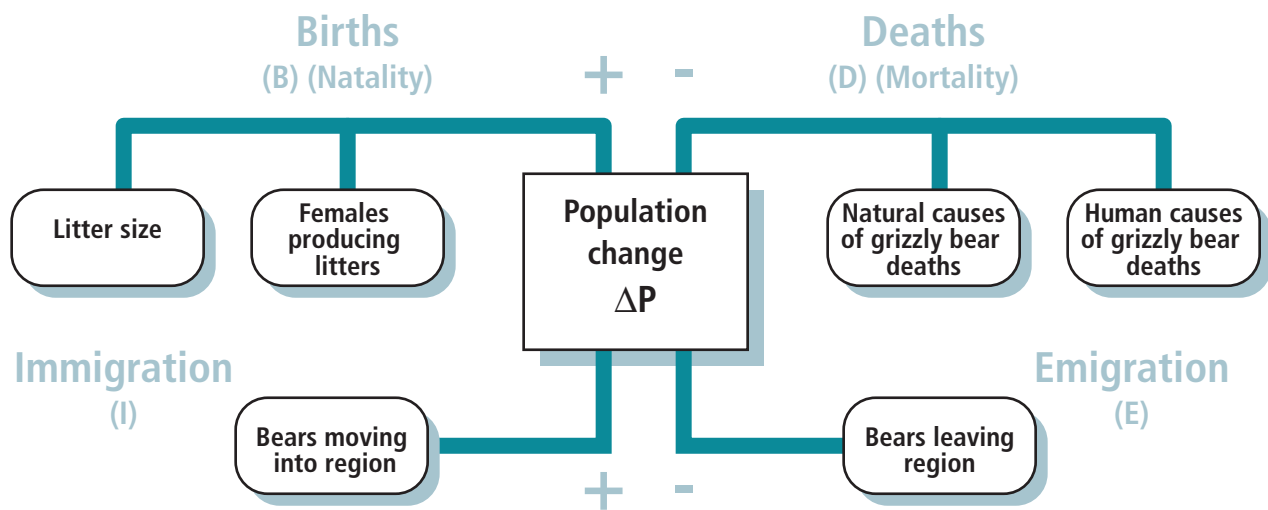 Births
(B) (Natality)
+
-
Deaths
(D) (Mortality)
Litter size
Females
producing
litters
Population
change
ΔP
Natural causes
of grizzly bear
deaths
Human causes
of grizzly bear
deaths
Immigration
(I)
Bears moving
into region
+
-
Bears leaving
region
Emigration
(E)